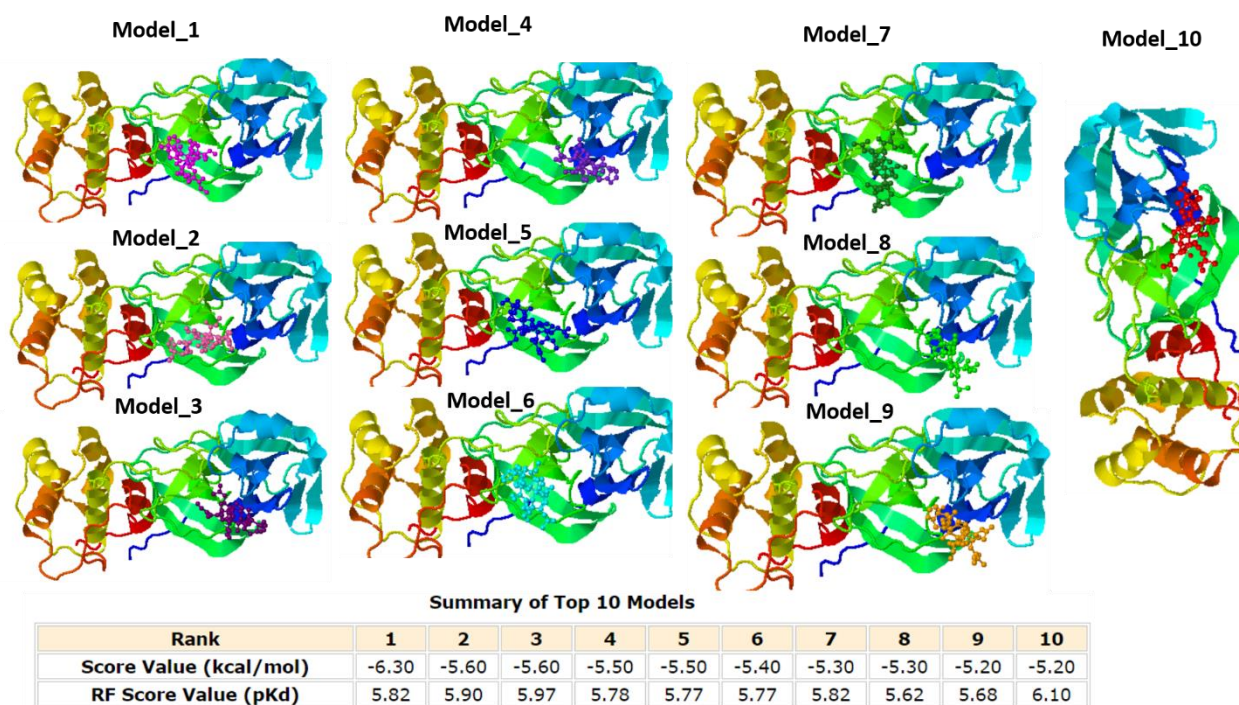 Model_1
Model_4
Model_7
Model_10
Model_2
Model_5
Model_8
Model_3
Model_6
Model_9
Summary of Top 10 Models
Rank 1 2 3 4 5 6 7 8 9 10
Score Value (kcal/mol) -6.30 -5.60 -5.60 -5.50 -5.50 -5.40 -5.30 -5.30 -5.20 -5.20
RF Score Value (pKd) 5.82 5.90 5.97 5.78 5.77 5.77 5.82 5.62 5.68 6.10